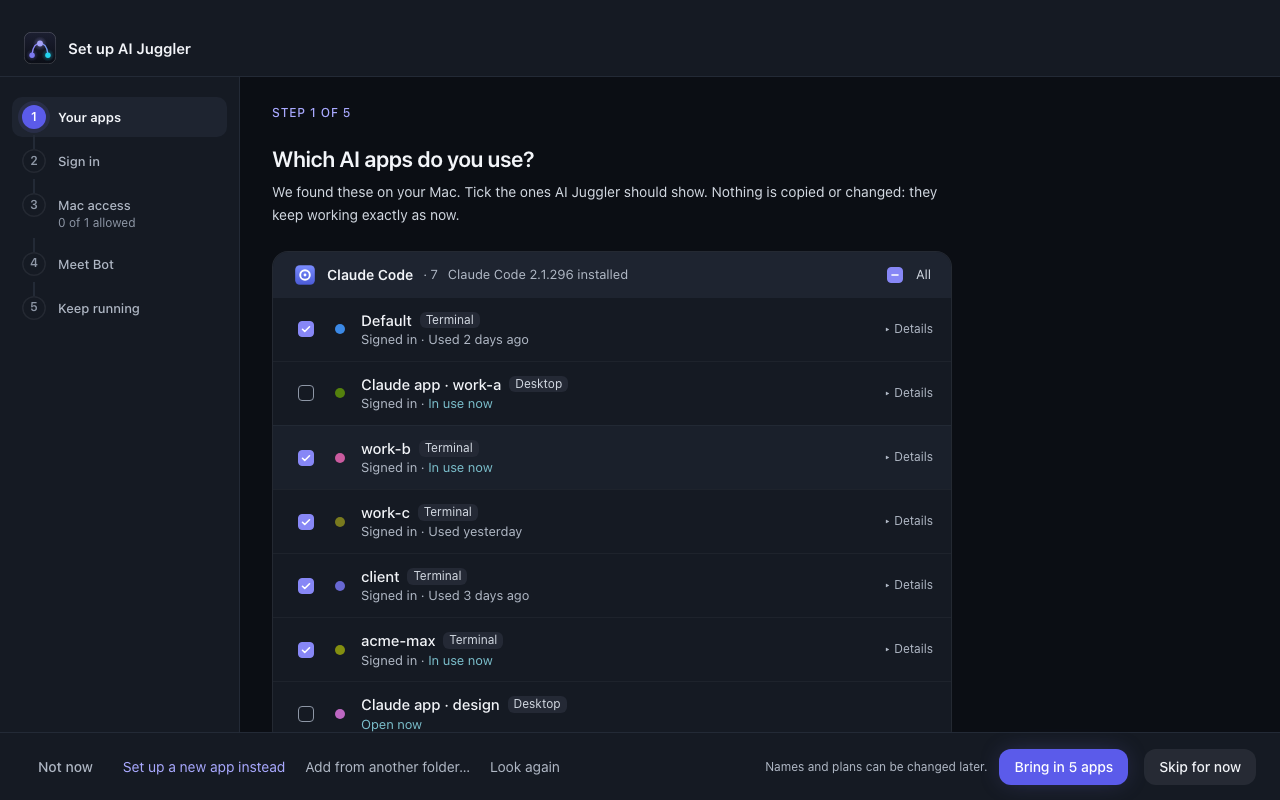 Set up AI Juggler
1 Your apps
2 Sign in
3 Mac access
0 of 1 allowed
4 Meet Bot
5 Keep running
STEP 1 OF 5
Which AI apps do you use?
We found these on your Mac. Tick the ones AI Juggler should show. Nothing is copied or changed: they
keep working exactly as now.
Claude Code · 7 Claude Code 2.1.296 installed All
Default Terminal
Signed in · Used 2 days ago
Details
Claude app · work-a Desktop
Signed in · In use now
Details
work-b Terminal
Signed in · In use now
Details
work-c Terminal
Signed in · Used yesterday
Details
client Terminal
Signed in · Used 3 days ago
Details
acme-max Terminal
Signed in · In use now
Details
Claude app · design Desktop
Open now
Not now Set up a new app instead Add from another folder... Look again Names and plans can be changed later. Bring in 5 apps Skip for now